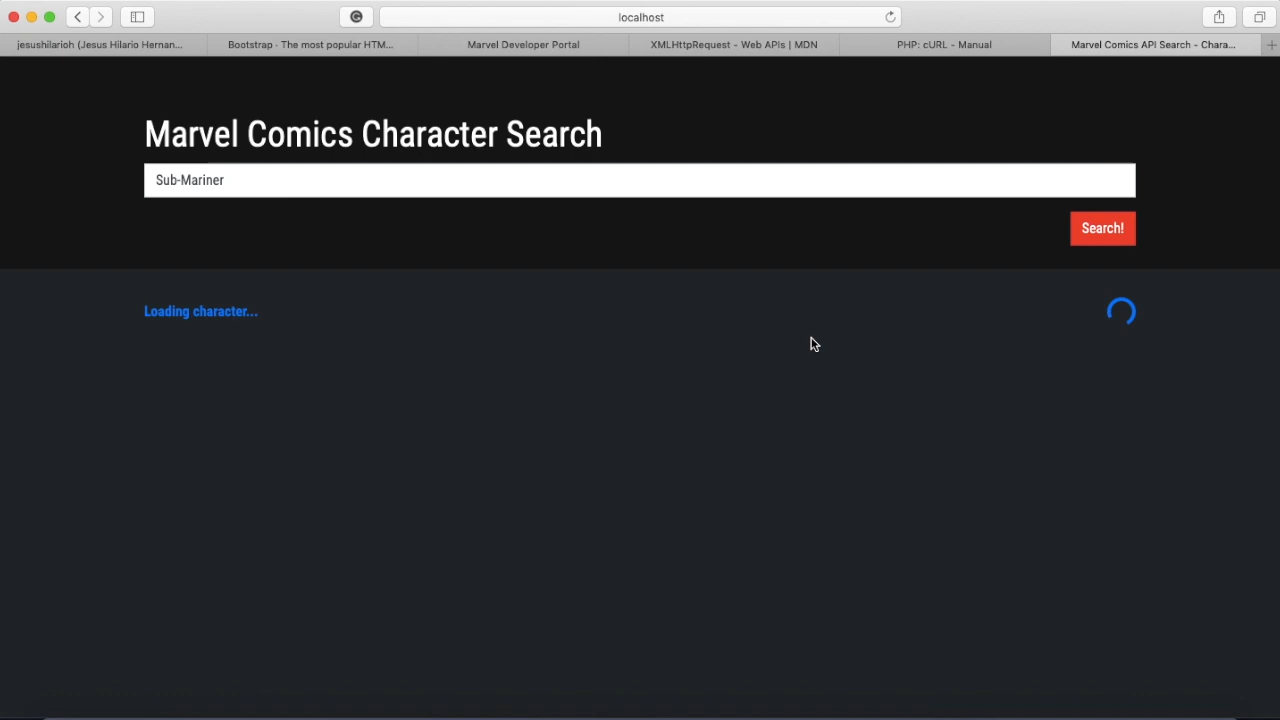 localhost
jesushilarioh (Jesus Hilario Hernan...
Bootstrap · The most popular HTM...
Marvel Developer Portal
XMLHttpRequest - Web APIs | MDN
PHP: cURL - Manual
Marvel Comics API Search - Chara...
Marvel Comics Character Search
Sub-Mariner
Search!
Loading character...